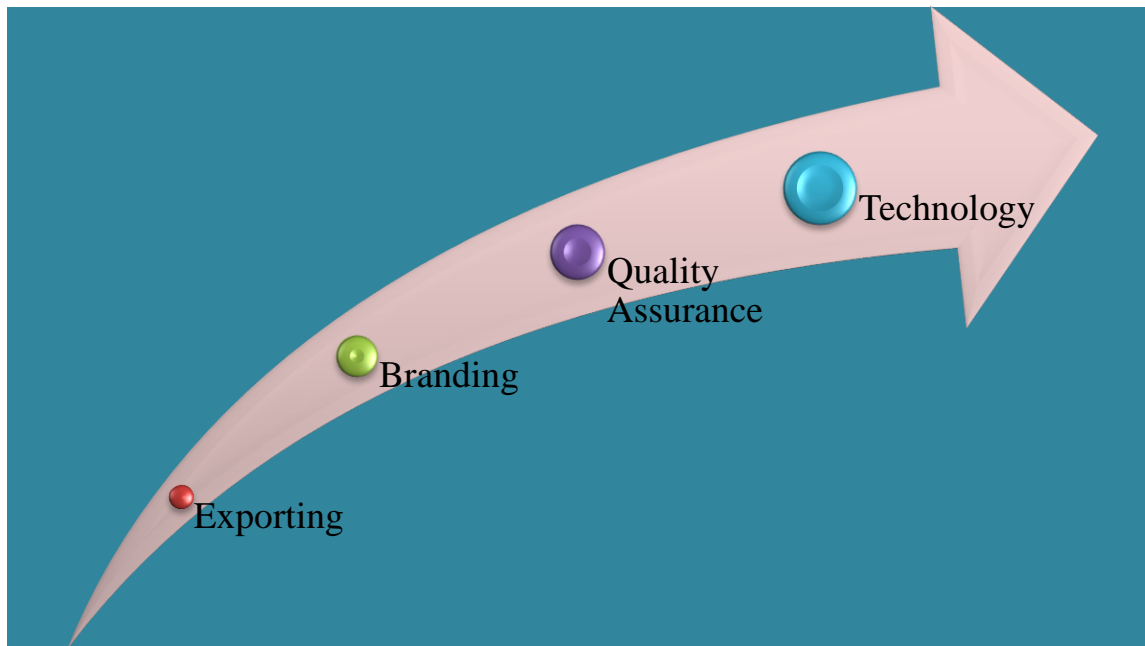 Technology
Quality
Assurance
Branding
Exporting